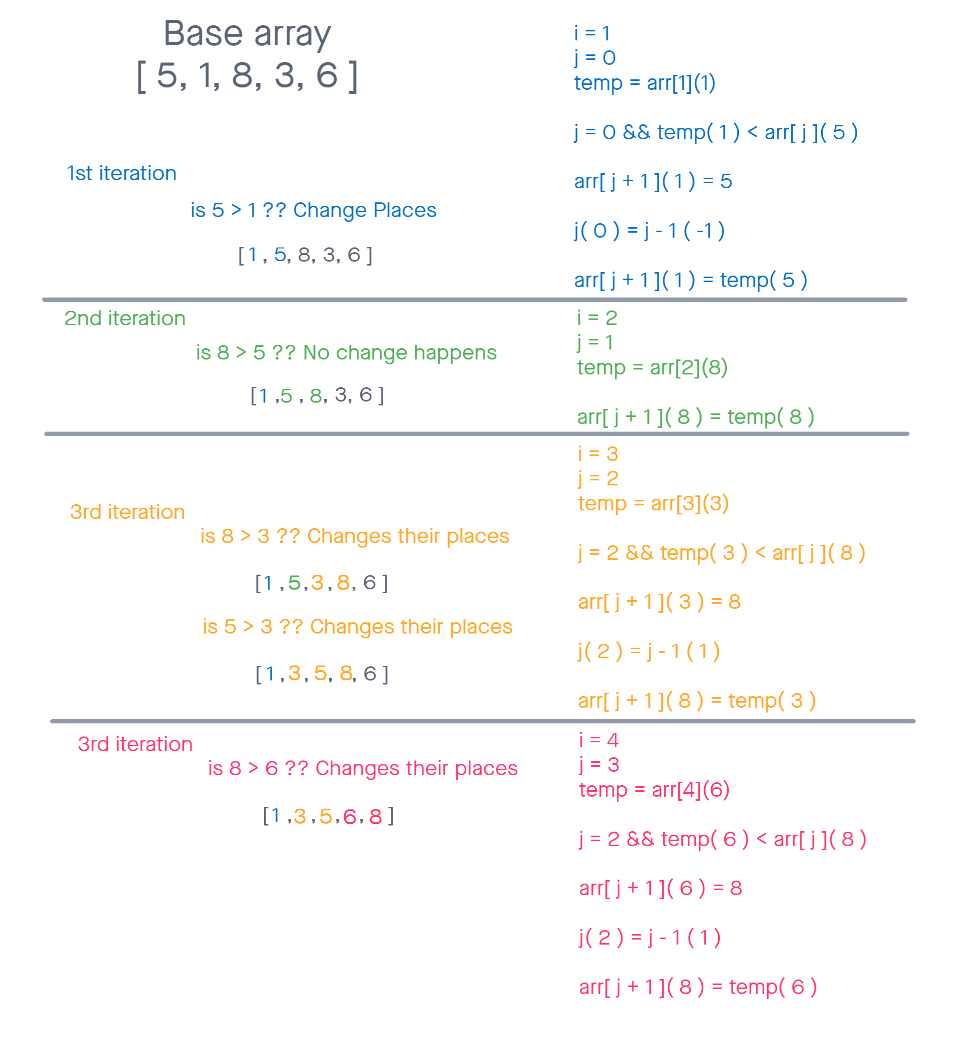 Base array
[ 5, 1, 8, 3, 6 ]
i = 1
j = 0
temp = arr[1](1)
j = 0 && temp( 1 ) < arr[ j ]( 5 )
arr[ j + 1 ]( 1 ) = 5
j( 0 ) = j - 1 ( -1 )
arr[ j + 1 ]( 1 ) = temp( 5 )
1st iteration
is 5 > 1 ?? Change Places
[ 1 , 5, 8, 3, 6 ]
2nd iteration
is 8 > 5 ?? No change happens
[ 1 ,5 , 8, 3, 6 ]
i = 2
j = 1
temp = arr[2](8)
arr[ j + 1 ]( 8 ) = temp( 8 )
3rd iteration
is 8 > 3 ?? Changes their places
[ 1 , 5 , 3 , 8, 6 ]
is 5 > 3 ?? Changes their places
[ 1 , 3 , 5, 8, 6 ]
i = 3
j = 2
temp = arr[3](3)
j = 2 && temp( 3 ) < arr[ j ]( 8 )
arr[ j + 1 ]( 3 ) = 8
j( 2 ) = j - 1 ( 1 )
arr[ j + 1 ]( 8 ) = temp( 3 )
3rd iteration
is 8 > 6 ?? Changes their places
[ 1 , 3 , 5 , 6 , 8 ]
i = 4
j = 3
temp = arr[4](6)
j = 2 && temp( 6 ) < arr[ j ]( 8 )
arr[ j + 1 ]( 6 ) = 8
j( 2 ) = j - 1 ( 1 )
arr[ j + 1 ]( 8 ) = temp( 6 )